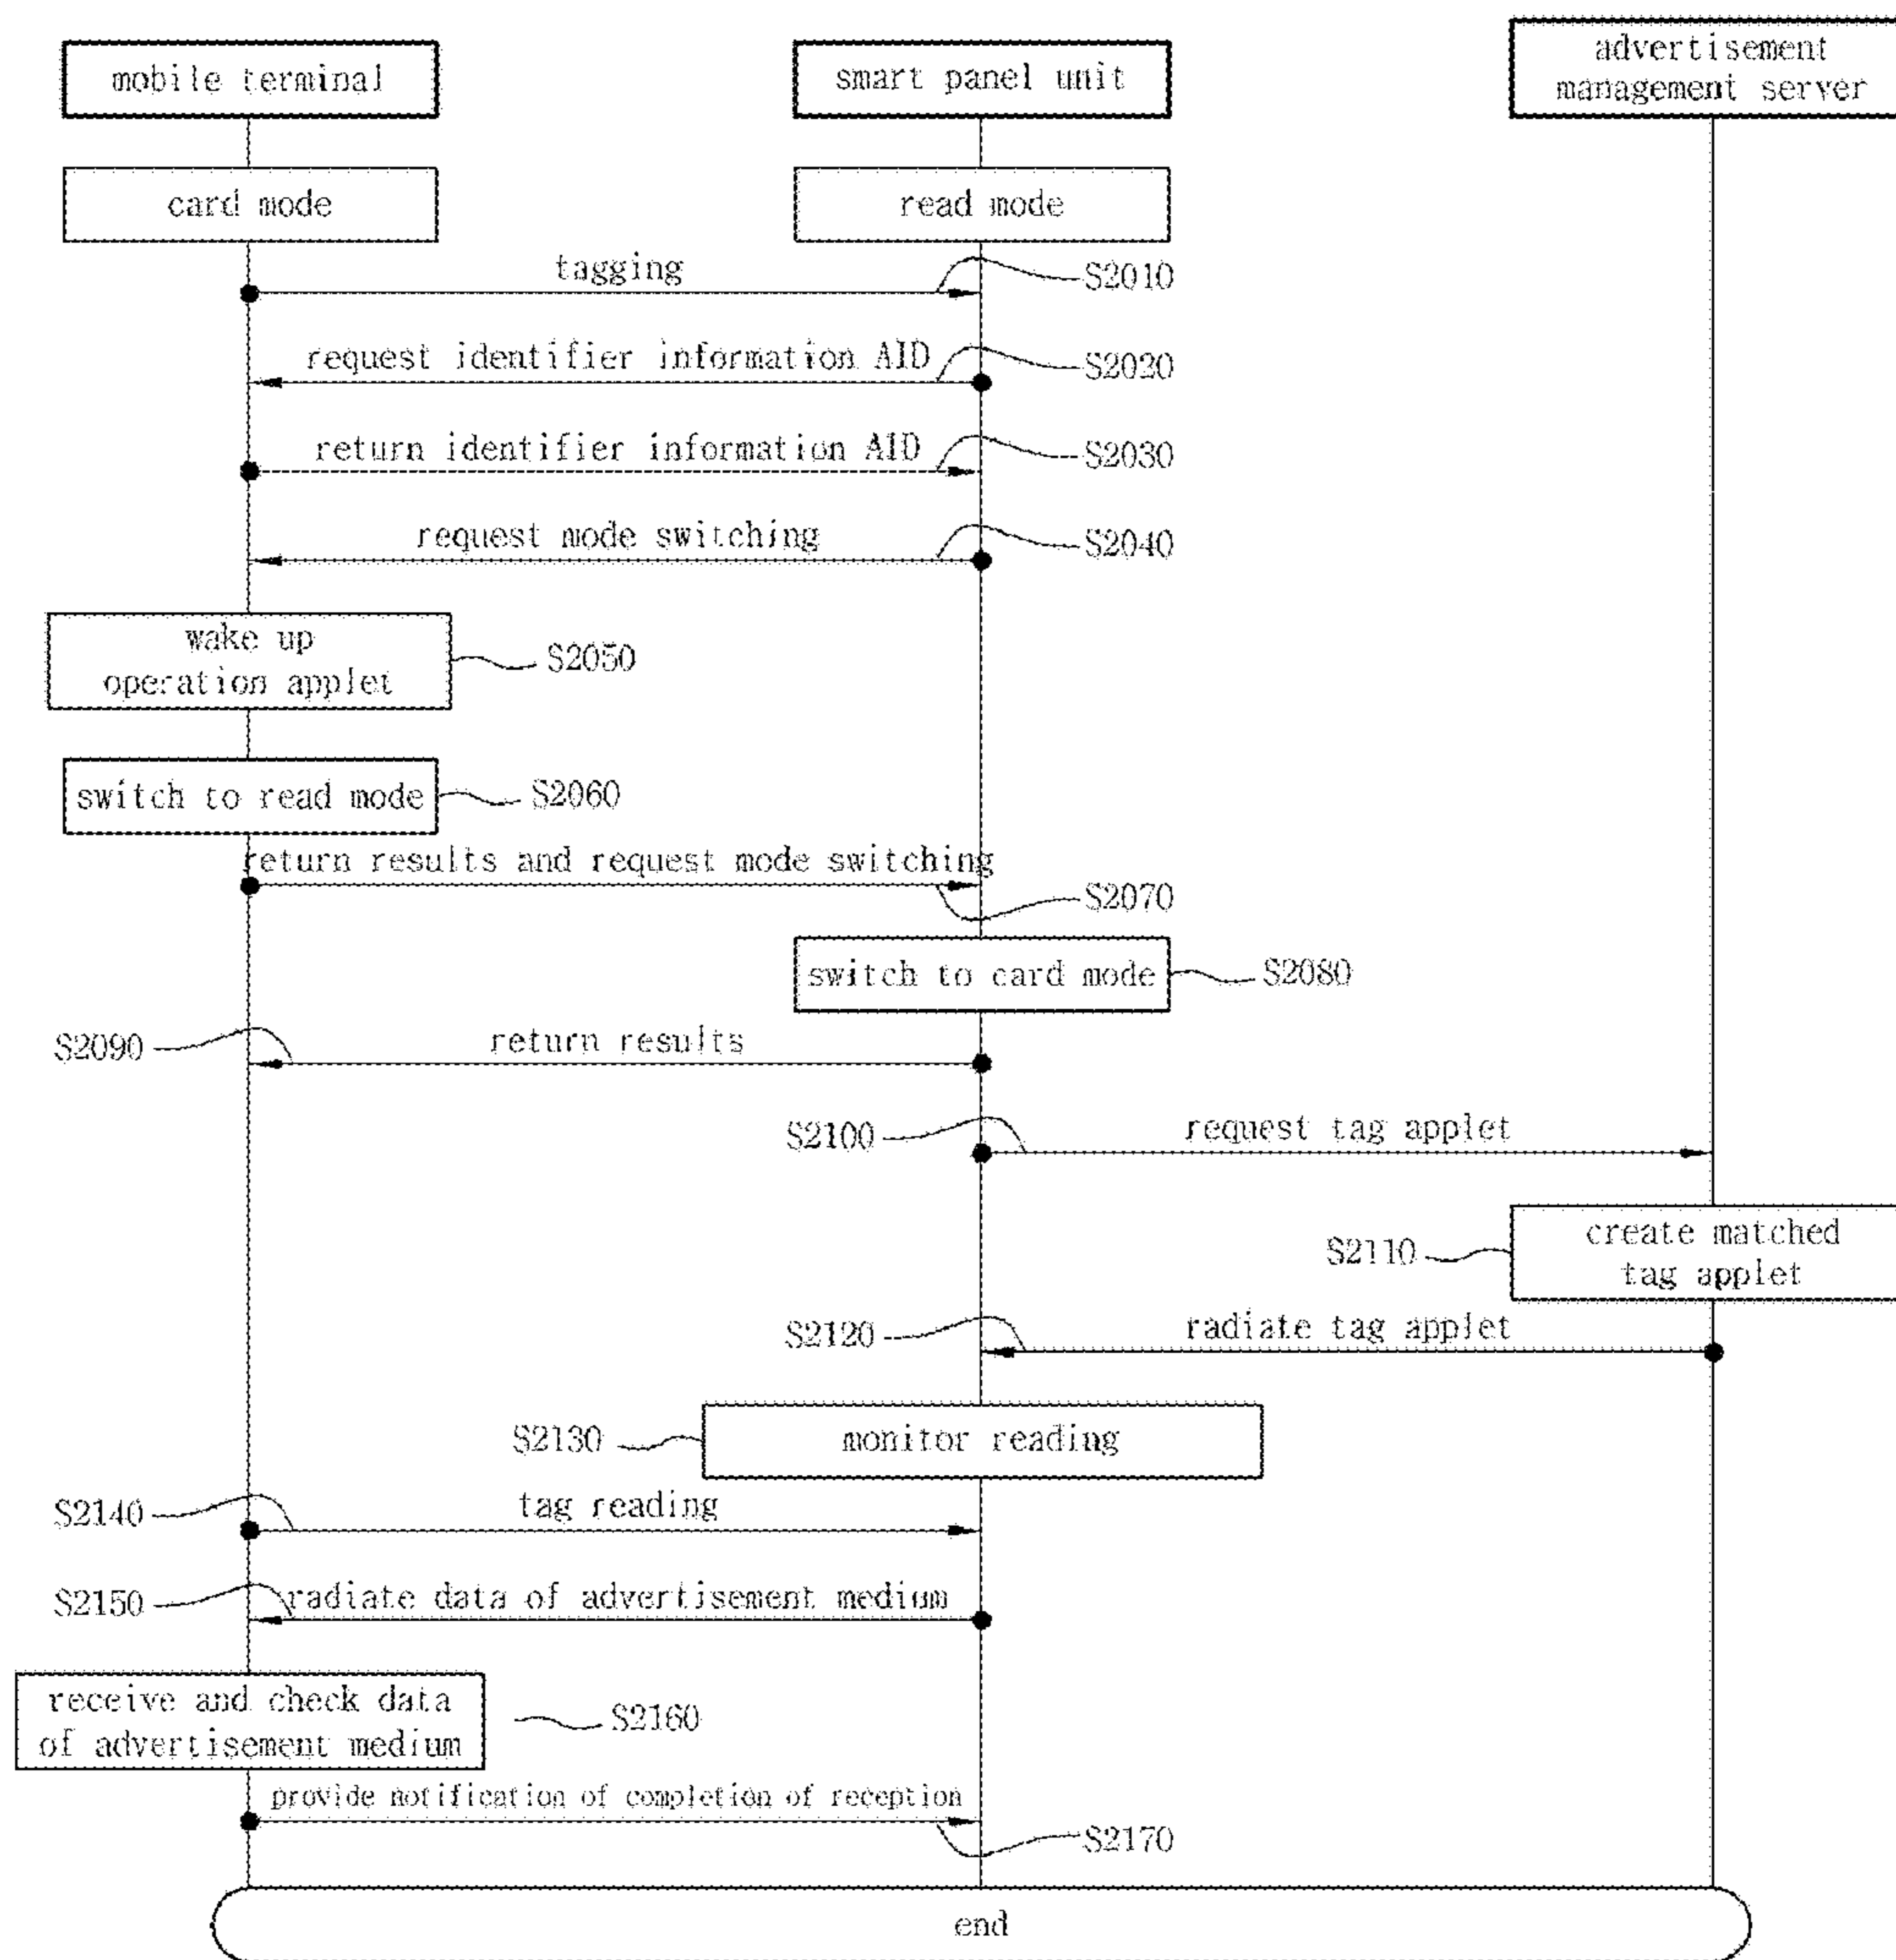 mobile terminal
smart panel unit
advertisement
management server
card mode
read mode
tagging
S2010
request identifier information AID
S2020
return identifier information AID
S2030
request mode switching
S2040
wake up
operation applet
S2050
switch to read mode
S2060
return results and request mode switching
S2070
switch to card mode
S2080
S2090
return results
S2100
request tag applet
S2110
create matched
tag applet
S2120
radiate tag applet
S2130
monitor reading
S2140
tag reading
S2150
radiate data of advertisement medium
receive and check data
of advertisement medium
S2160
provide notification of completion of reception
S2170
end